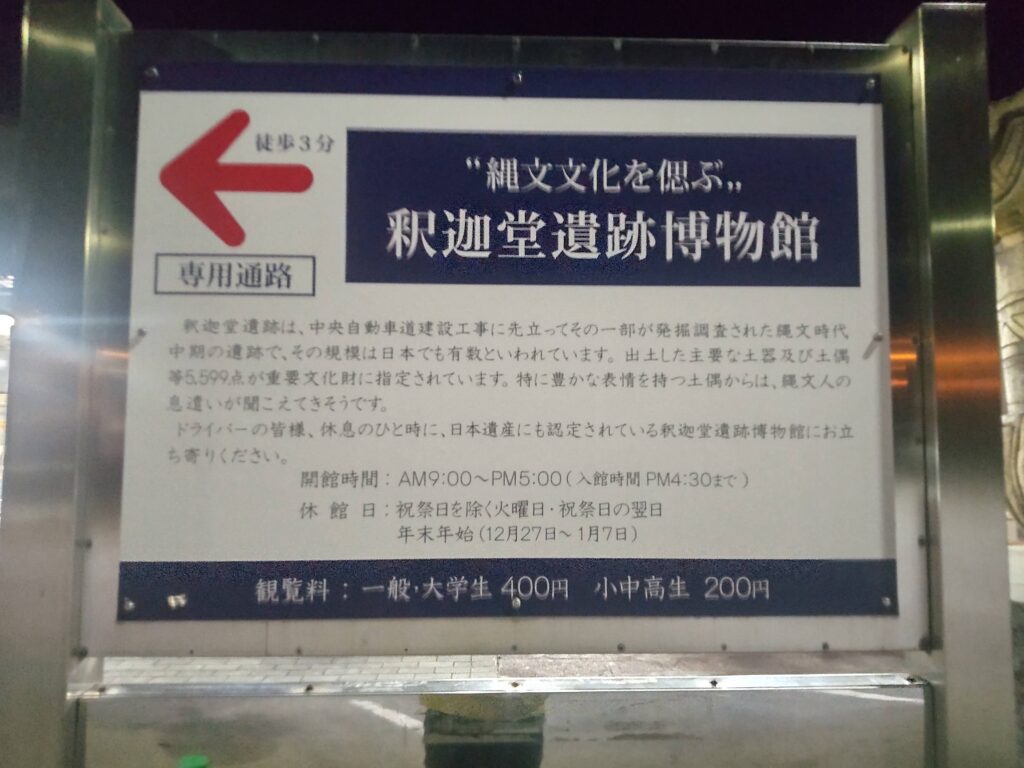 徒歩3分
“縄文文化を偲ぶ„
釈迦堂遺跡博物館
専用通路
釈迦堂遺跡は、中央自動車道建設工事に先立ってその一部が発掘調査された縄文時代
中期の遺跡で、その規模は日本でも有数といわれています。出土した主要な土器及び土偶
等5,599点が重要文化財に指定されています。特に豊かな表情を持つ土偶からは、縄文人の
息遣いが聞こえてきそうです。
ドライバーの皆様、休息のひと時に、日本遺産にも認定されている釈迦堂遺跡博物館にお立
ち寄りください。
開館時間：AM9:00～PM5:00（入館時間 PM4:30まで）
休館日：祝祭日を除く火曜日・祝祭日の翌日
年末年始（12月27日～1月7日）
観覧料：一般・大学生 400円 小中高生 200円